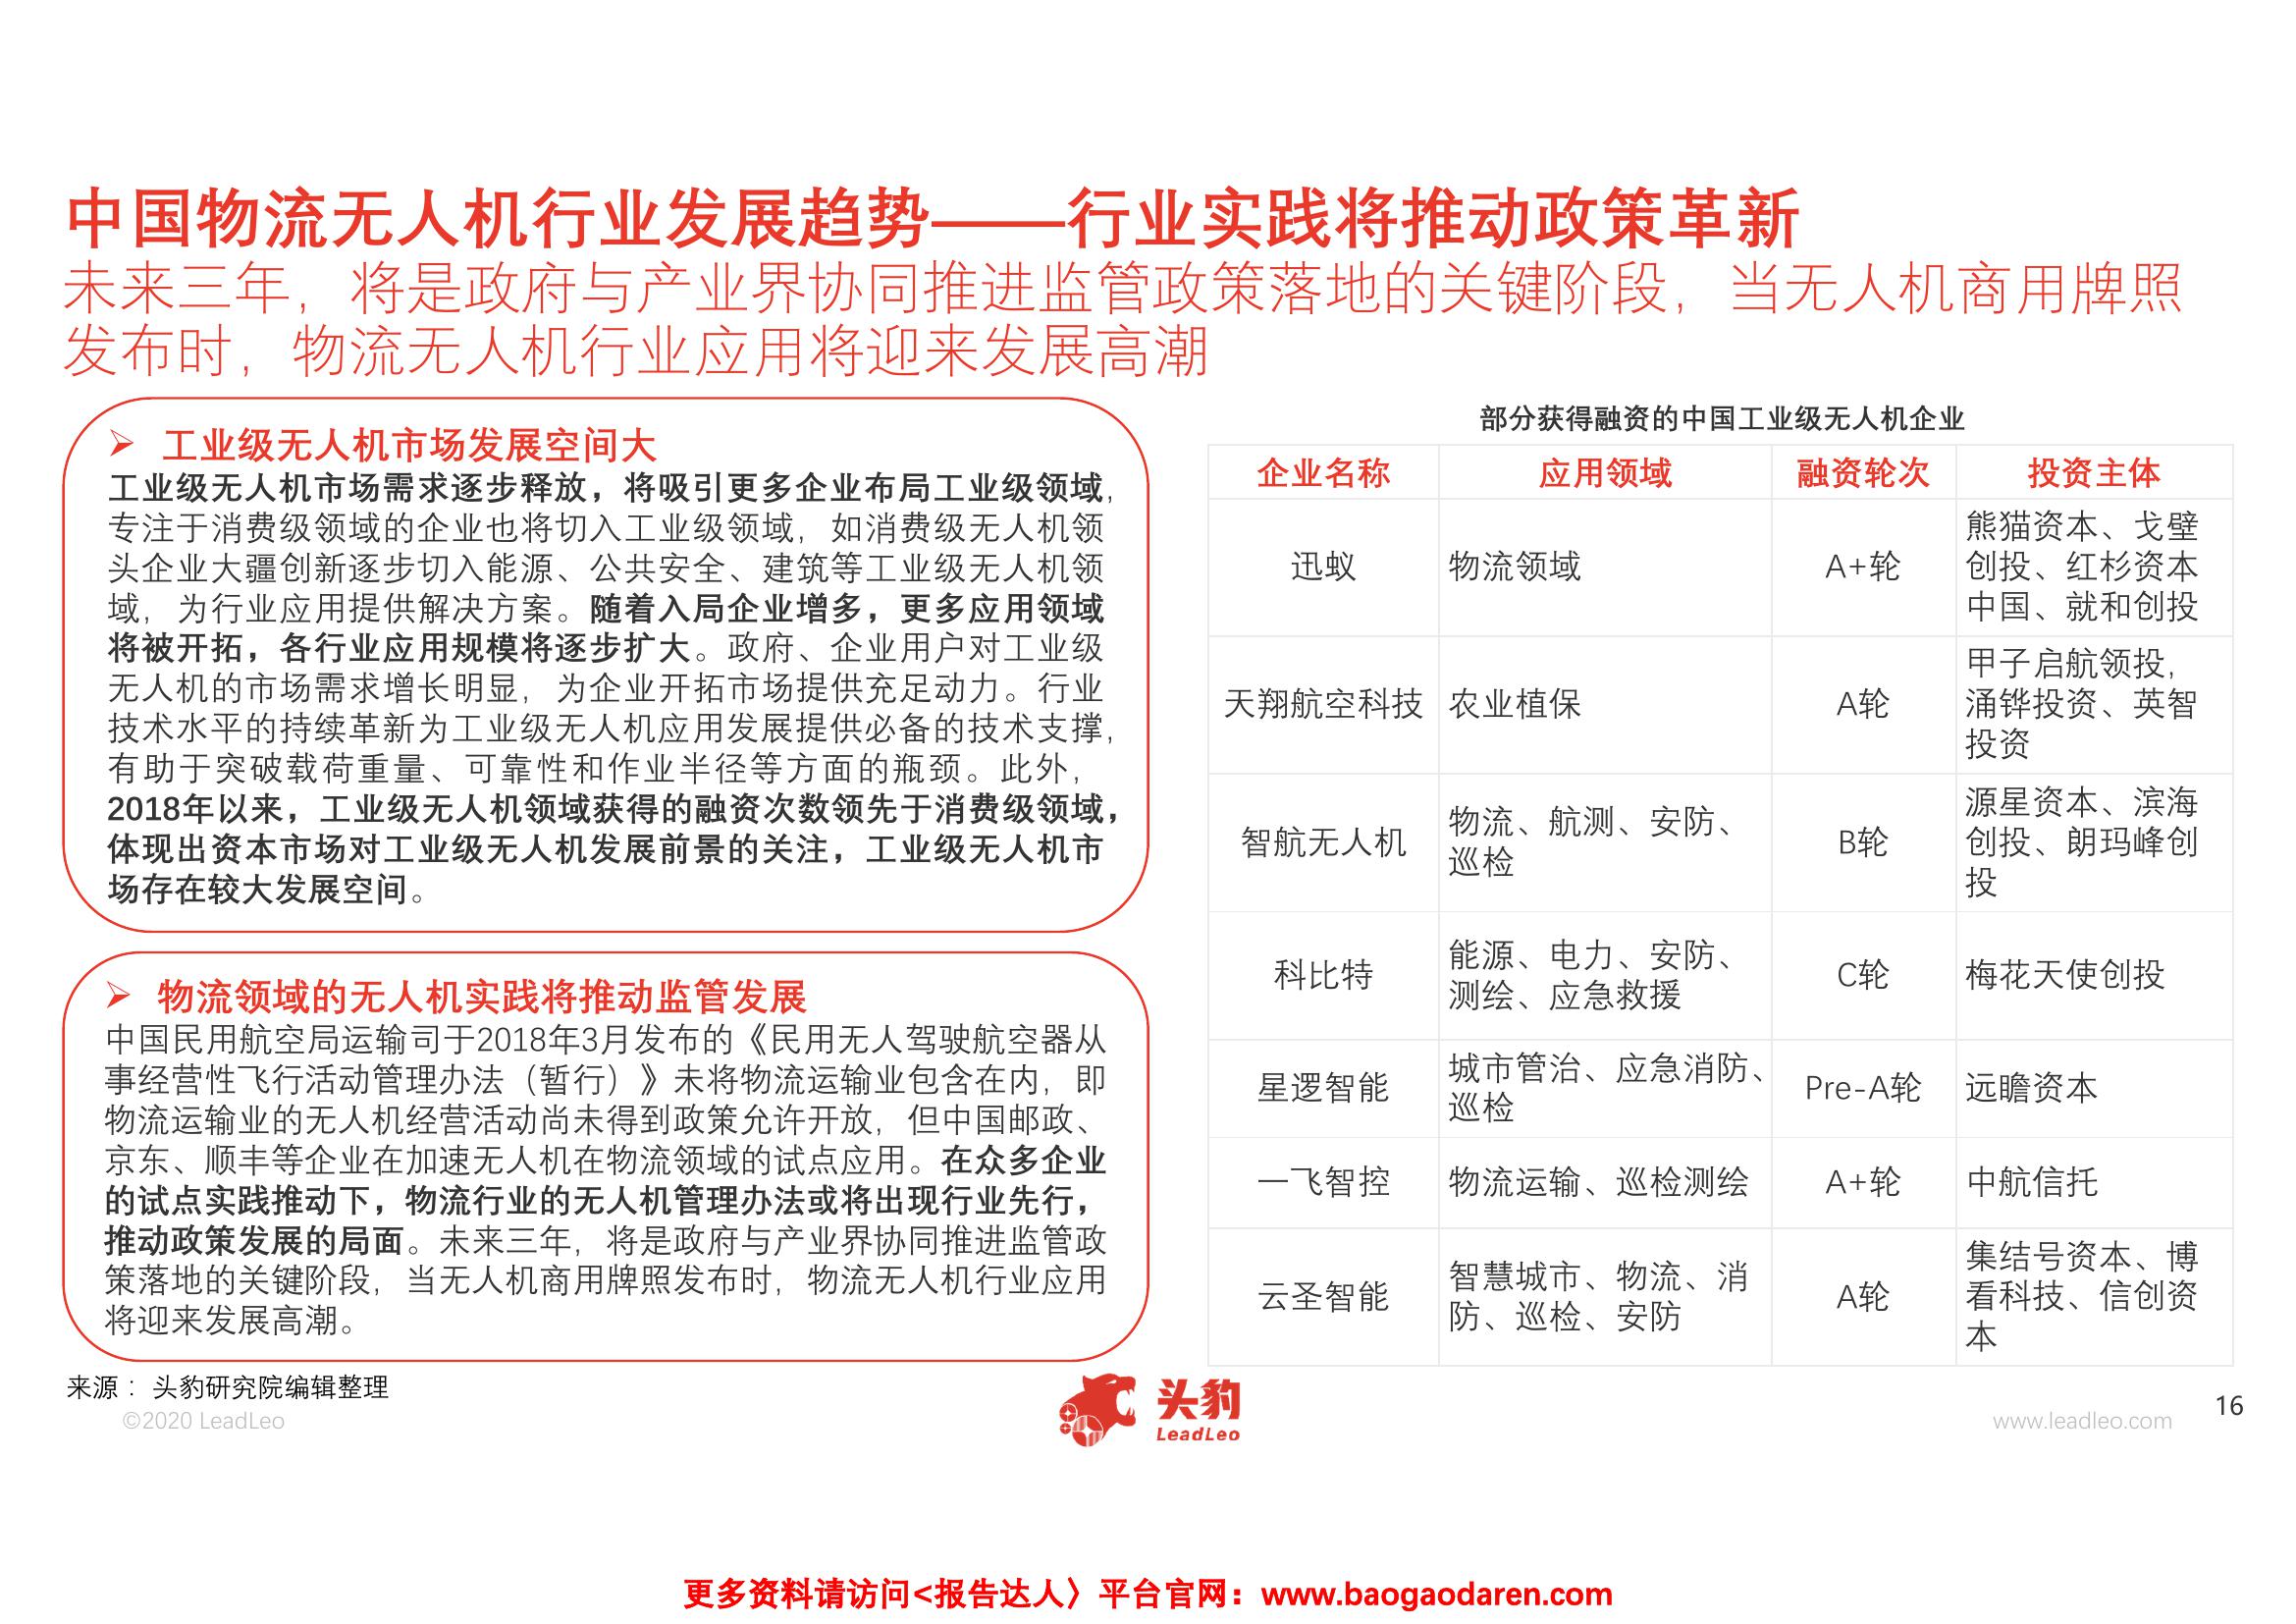 中国物流无人机行业发展趋势——行业实践将推动政策革新
未来三年，将是政府与产业界协同推进监管政策落地的关键阶段，当无人机商用牌照
发布时，物流无人机行业应用将迎来发展高潮
➢ 工业级无人机市场发展空间大
工业级无人机市场需求逐步释放，将吸引更多企业布局工业级领域，
专注于消费级领域的企业也将切入工业级领域，如消费级无人机领
头企业大疆创新逐步切入能源、公共安全、建筑等工业级无人机领
域，为行业应用提供解决方案。随着入局企业增多，更多应用领域
将被开拓，各行业应用规模将逐步扩大。政府、企业用户对工业级
无人机的市场需求增长明显，为企业开拓市场提供充足动力。行业
技术水平的持续革新为工业级无人机应用发展提供必备的技术支撑，
有助于突破载荷重量、可靠性和作业半径等方面的瓶颈。此外，
2018年以来，工业级无人机领域获得的融资次数领先于消费级领域，
体现出资本市场对工业级无人机发展前景的关注，工业级无人机市
场存在较大发展空间。
➢ 物流领域的无人机实践将推动监管发展
中国民用航空局运输司于2018年3月发布的《民用无人驾驶航空器从
事经营性飞行活动管理办法（暂行）》未将物流运输业包含在内，即
物流运输业的无人机经营活动尚未得到政策允许开放，但中国邮政、
京东、顺丰等企业在加速无人机在物流领域的试点应用。在众多企业
的试点实践推动下，物流行业的无人机管理办法或将出现行业先行，
推动政策发展的局面。未来三年，将是政府与产业界协同推进监管政
策落地的关键阶段，当无人机商用牌照发布时，物流无人机行业应用
将迎来发展高潮。
部分获得融资的中国工业级无人机企业
企业名称 应用领域 融资轮次 投资主体
迅蚁 物流领域 A+轮 熊猫资本、戈壁
创投、红杉资本
中国、就和创投
天翔航空科技 农业植保 A轮 甲子启航领投，
涌铧投资、英智
投资
智航无人机 物流、航测、安防、
巡检 B轮 源星资本、滨海
创投、朗玛峰创
投
科比特 能源、电力、安防、
测绘、应急救援 C轮 梅花天使创投
星逻智能 城市管治、应急消防、
巡检 Pre-A轮 远瞻资本
一飞智控 物流运输、巡检测绘 A+轮 中航信托
云圣智能 智慧城市、物流、消
防、巡检、安防 A轮 集结号资本、博
看科技、信创资
本
来源：头豹研究院编辑整理
©2020 LeadLeo
头豹
LeadLeo
www.leadleo.com
16
更多资料请访问<报告达人〉平台官网：www.baogaodaren.com